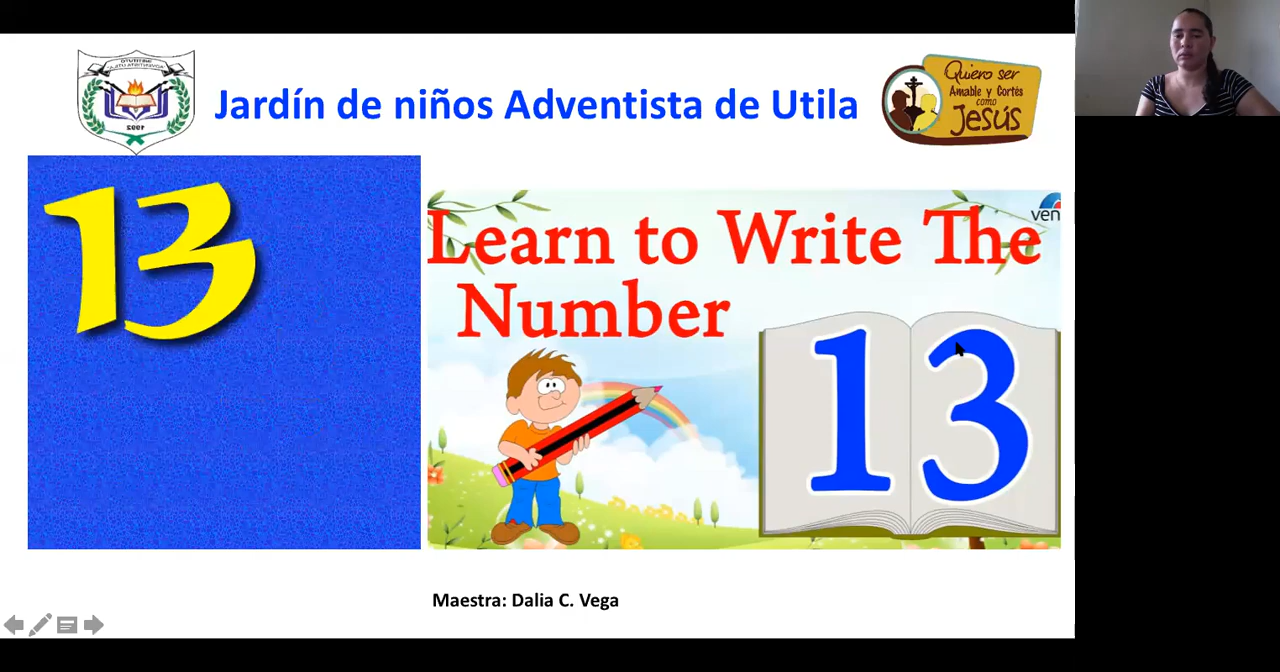 Jardín de niños Adventista de Utila
Quiero ser
Amable y Cortés
como
Jesús
13
Learn to Write The
Number
13
ven
Maestra: Dalia C. Vega